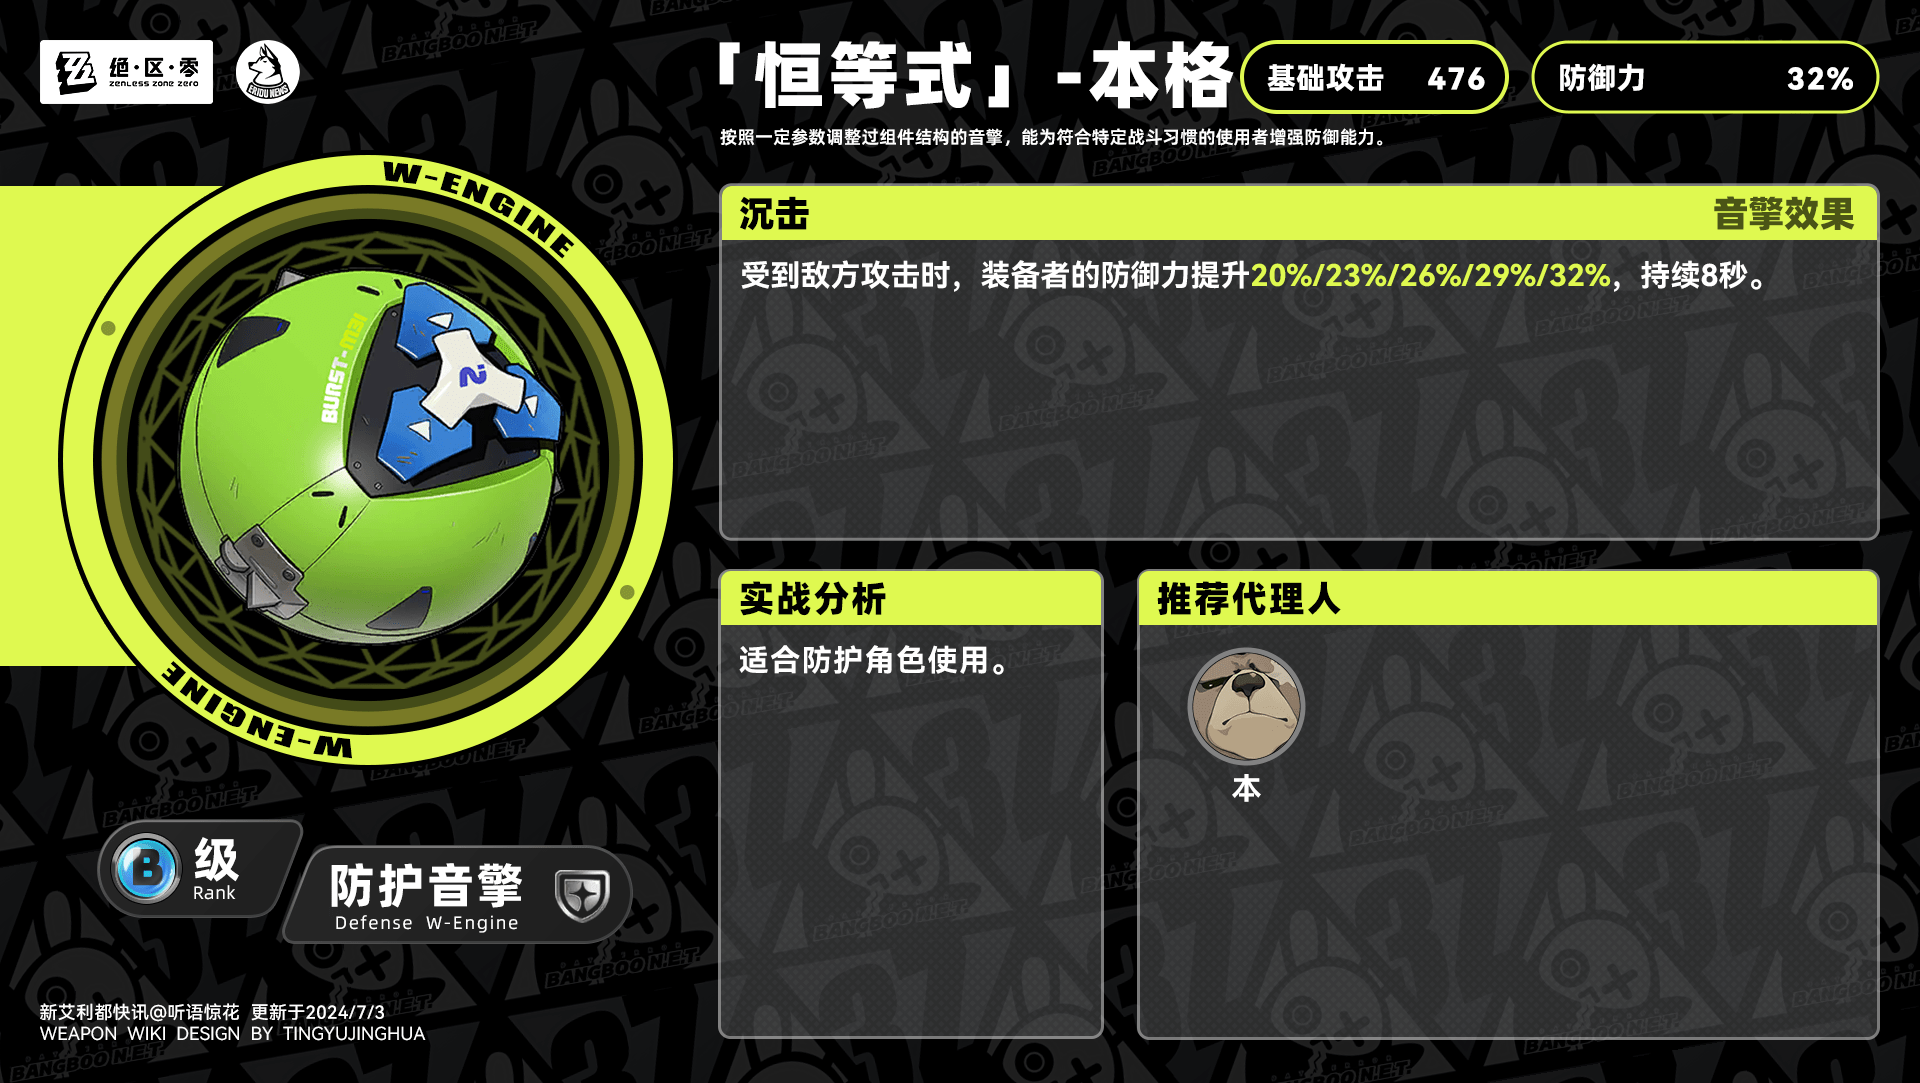 绝·区·零
ZENLESS ZONE ZERO
ERIDU NEWS
「恒等式」-本格
基础攻击 476
防御力 32%
按照一定参数调整过组件结构的音擎，能为符合特定战斗习惯的使用者增强防御能力。
W-ENGINE
BURST-M31
W-ENGINE
沉击
音擎效果
受到敌方攻击时，装备者的防御力提升20%/23%/26%/29%/32%，持续8秒。
实战分析
适合防护角色使用。
推荐代理人
本
B
级
Rank
防护音擎
Defense W-Engine
新艾利都快讯@听语惊花 更新于2024/7/3
WEAPON WIKI DESIGN BY TINGYUJINGHUA
BANGBOO N.E.T.